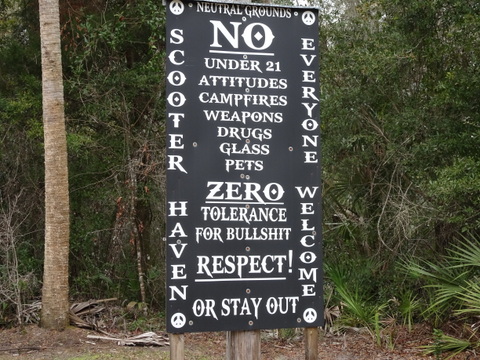 NEUTRAL GROUNDS
NO
UNDER 21
ATTITUDES
CAMPFIRES
WEAPONS
DRUGS
GLASS
PETS
ZERO
TOLERANCE
FOR BULLSHIT
RESPECT!
OR STAY OUT
SCOOTER HAVEN
EVERYONE WELCOME